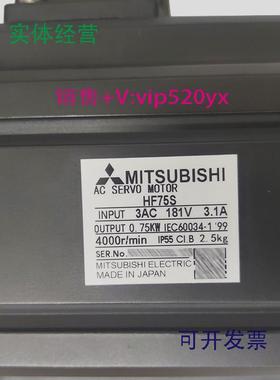 实体经营
销售+V:vip520yx
MITSUBISHI
AC SERVO MOTOR
HF75S
INPUT 3AC 181V 3.1A
OUTPUT 0.75KW IEC60034-1'99
4000r/min IP55 Cl.B 2.5kg
SER.No.
MITSUBISHI ELECTRIC
MADE IN JAPAN
可开发票